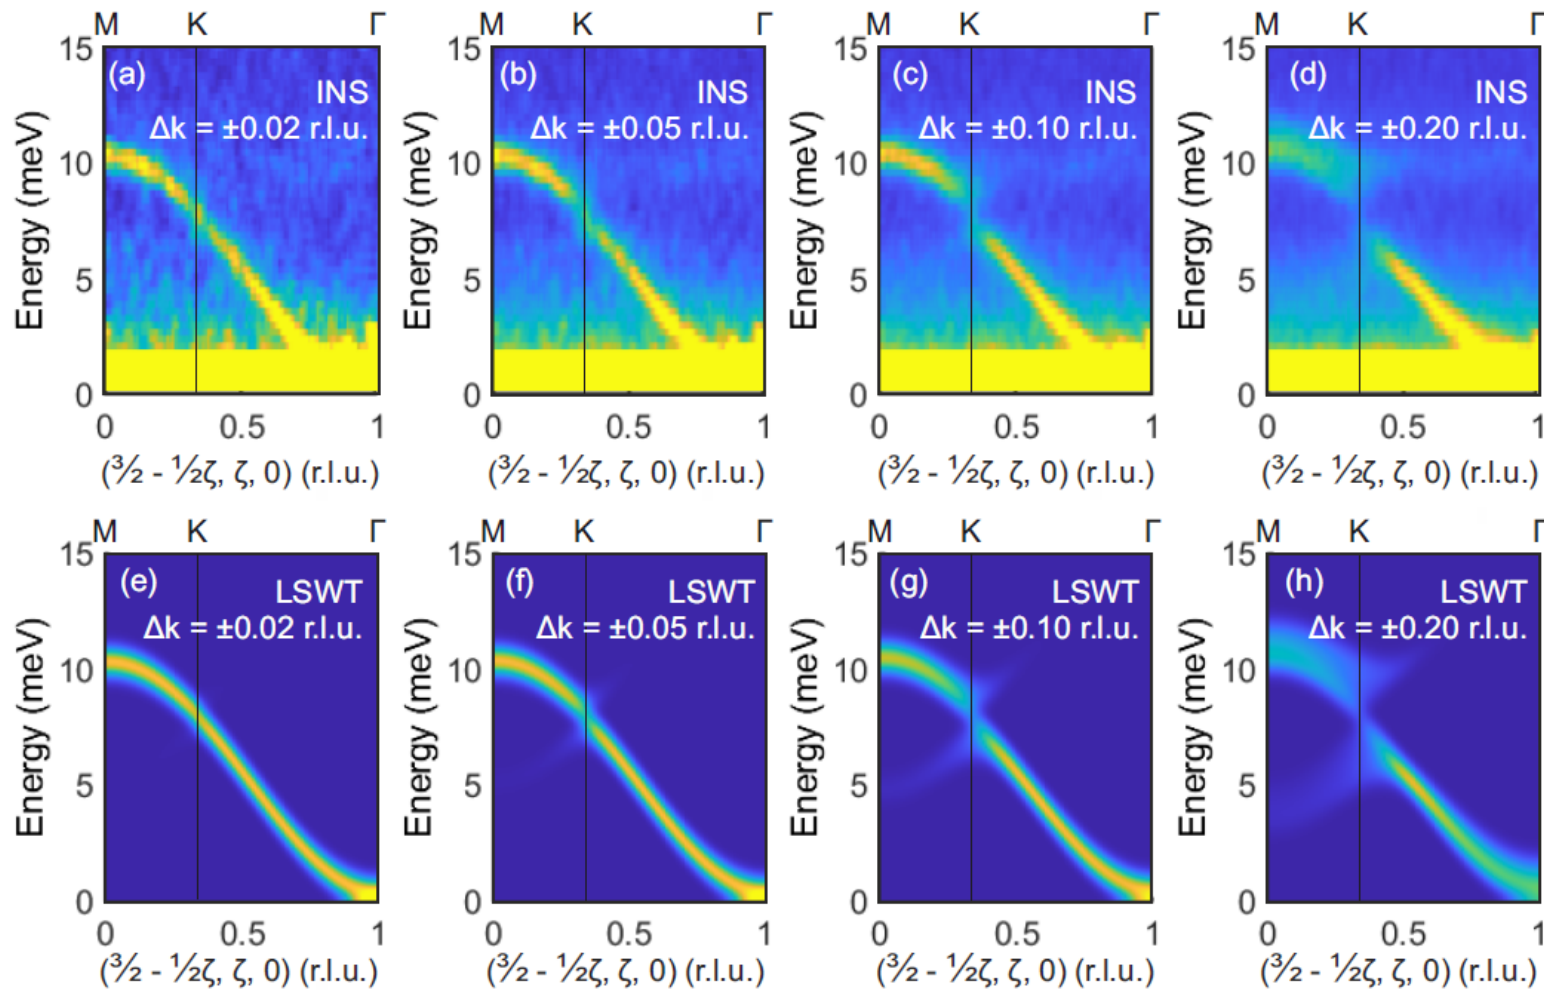 M K Γ
15
10
5
0
Energy (meV)
(a)
INS
Δk = ±0.02 r.l.u.
0 0.5 1
(³⁄₂ - ½ζ, ζ, 0) (r.l.u.)
M K Γ
15
10
5
0
Energy (meV)
(b)
INS
Δk = ±0.05 r.l.u.
0 0.5 1
(³⁄₂ - ½ζ, ζ, 0) (r.l.u.)
M K Γ
15
10
5
0
Energy (meV)
(c)
INS
Δk = ±0.10 r.l.u.
0 0.5 1
(³⁄₂ - ½ζ, ζ, 0) (r.l.u.)
M K Γ
15
10
5
0
Energy (meV)
(d)
INS
Δk = ±0.20 r.l.u.
0 0.5 1
(³⁄₂ - ½ζ, ζ, 0) (r.l.u.)
M K Γ
15
10
5
0
Energy (meV)
(e)
LSWT
Δk = ±0.02 r.l.u.
0 0.5 1
(³⁄₂ - ½ζ, ζ, 0) (r.l.u.)
M K Γ
15
10
5
0
Energy (meV)
(f)
LSWT
Δk = ±0.05 r.l.u.
0 0.5 1
(³⁄₂ - ½ζ, ζ, 0) (r.l.u.)
M K Γ
15
10
5
0
Energy (meV)
(g)
LSWT
Δk = ±0.10 r.l.u.
0 0.5 1
(³⁄₂ - ½ζ, ζ, 0) (r.l.u.)
M K Γ
15
10
5
0
Energy (meV)
(h)
LSWT
Δk = ±0.20 r.l.u.
0 0.5 1
(³⁄₂ - ½ζ, ζ, 0) (r.l.u.)